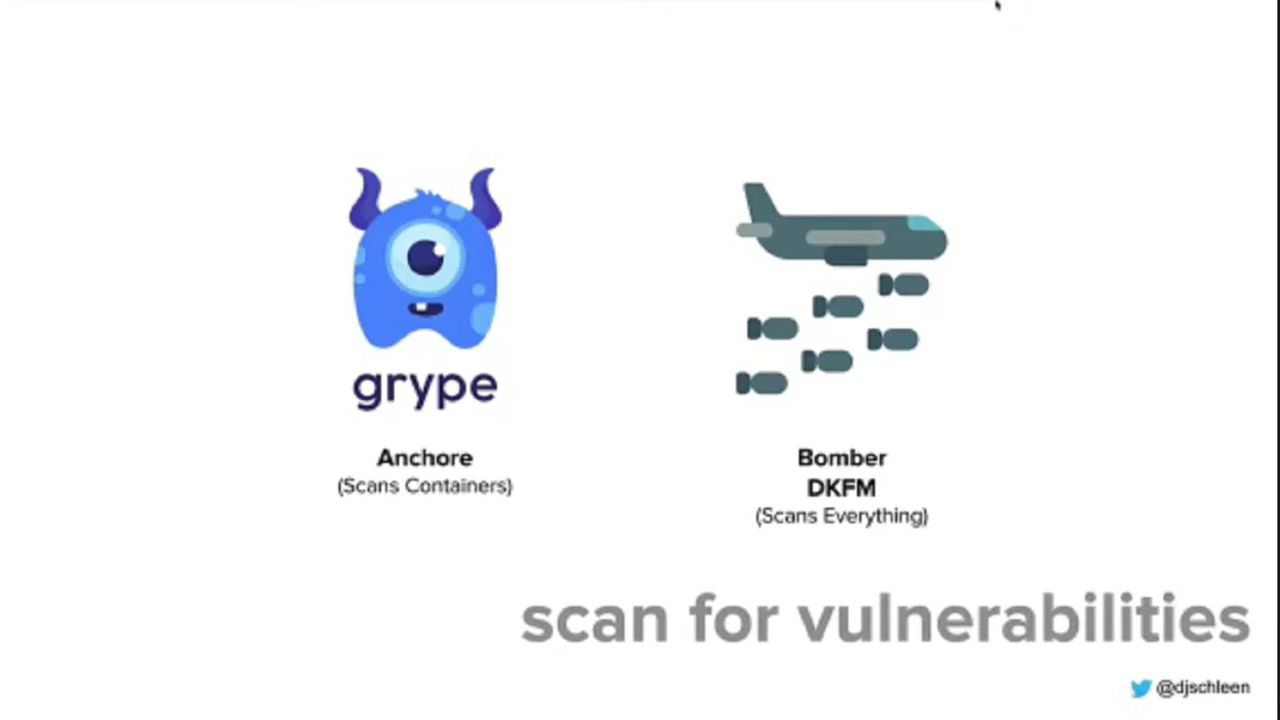 grype
Anchore
(Scans Containers)
Bomber
DKFM
(Scans Everything)
scan for vulnerabilities
@djschleen